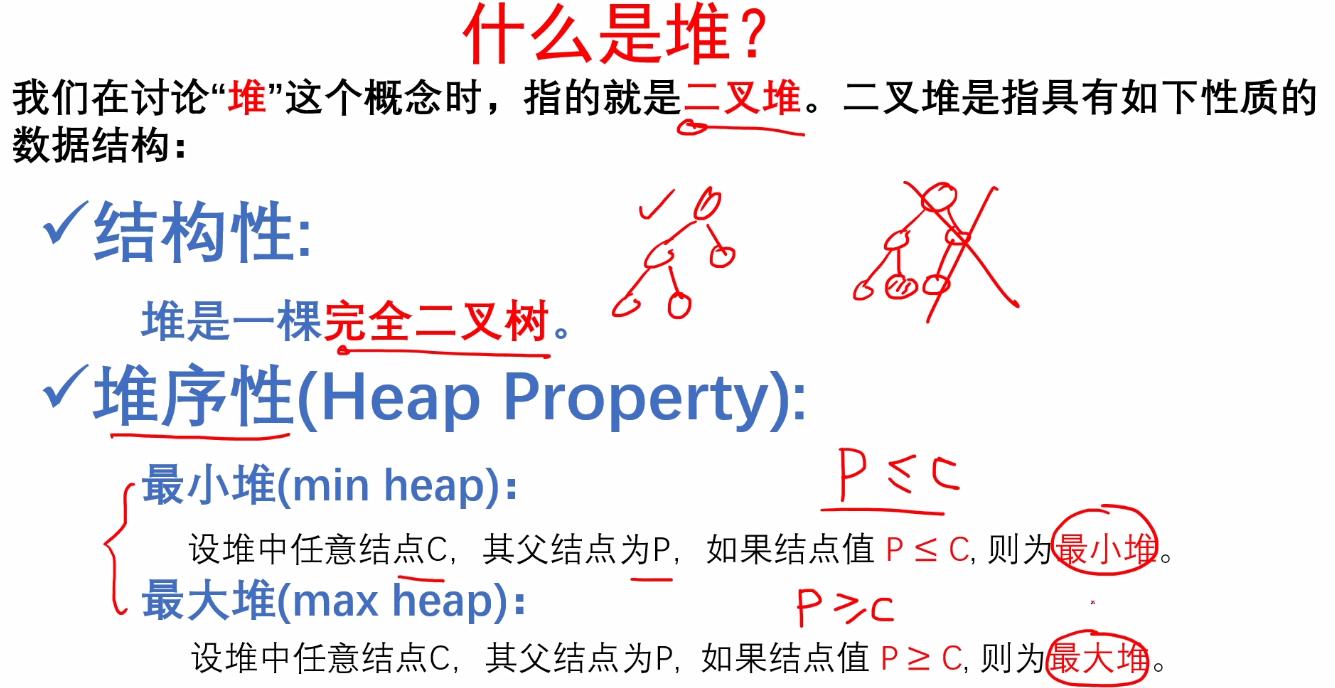 什么是堆？
我们在讨论“堆”这个概念时，指的就是二叉堆。二叉堆是指具有如下性质的
数据结构：
✓结构性:
堆是一棵完全二叉树。
✓堆序性(Heap Property):
P ≤ C
最小堆(min heid):
设堆中任意结点C，其父结点为P，如果结点值 P ≤ C, 则为最小堆。
最大堆(max heap)：
P ≥ C
设堆中任意结点C，其父结点为P，如果结点值 P ≥ C, 则为最大堆。